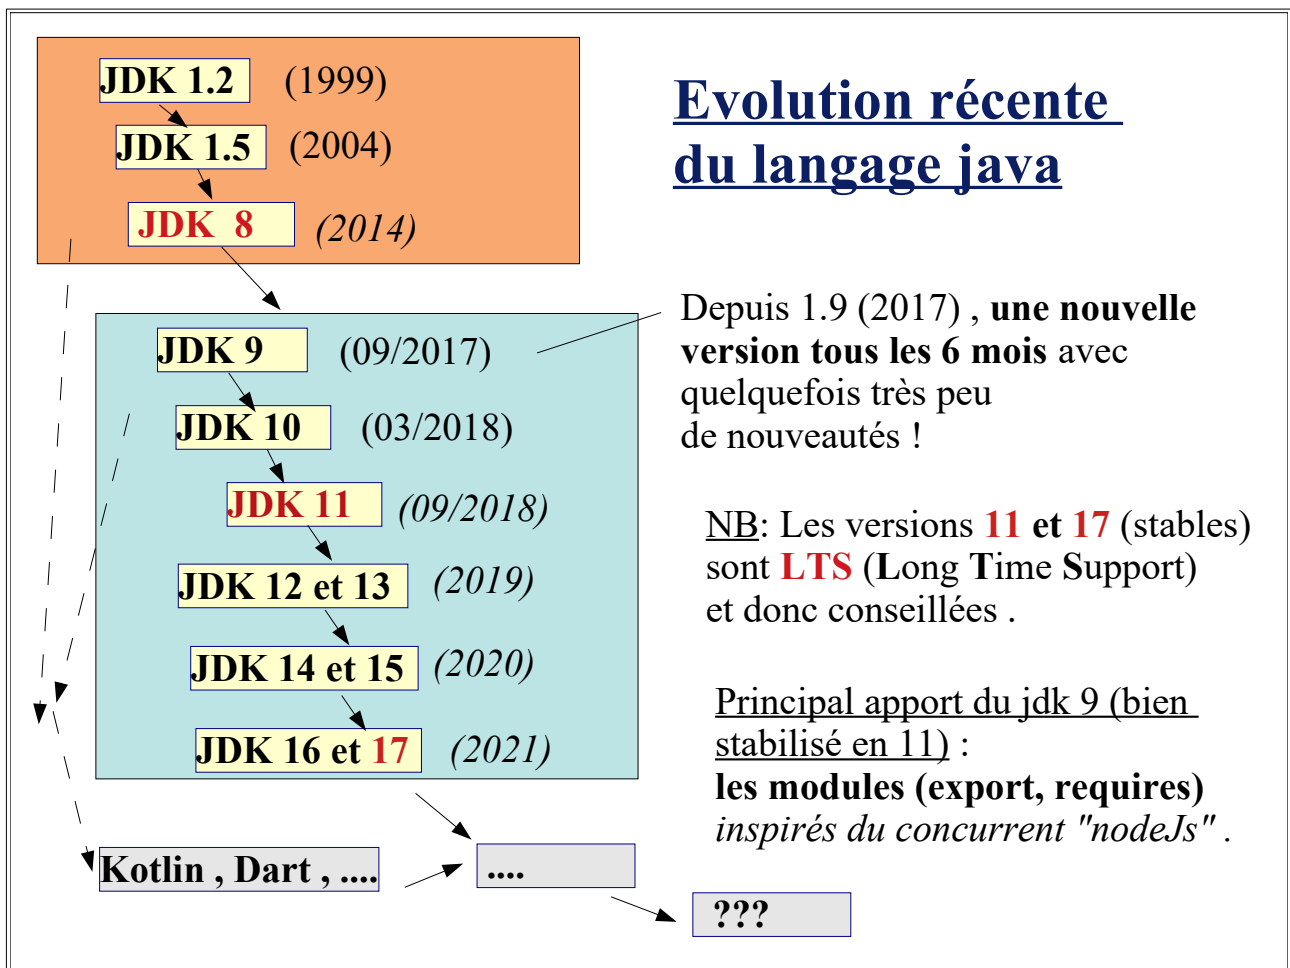 Evolution récente
du langage java
JDK 1.2 (1999)
JDK 1.5 (2004)
JDK 8 (2014)
JDK 9 (09/2017)
JDK 10 (03/2018)
JDK 11 (09/2018)
JDK 12 et 13 (2019)
JDK 14 et 15 (2020)
JDK 16 et 17 (2021)
Kotlin , Dart , ....
....
???
Depuis 1.9 (2017) , une nouvelle
version tous les 6 mois avec
quelquefois très peu
de nouveautés !
NB: Les versions 11 et 17 (stables)
sont LTS (Long Time Support)
et donc conseillées .
Principal apport du jdk 9 (bien
stabilisé en 11) :
les modules (export, requires)
inspirés du concurrent "nodeJs" .